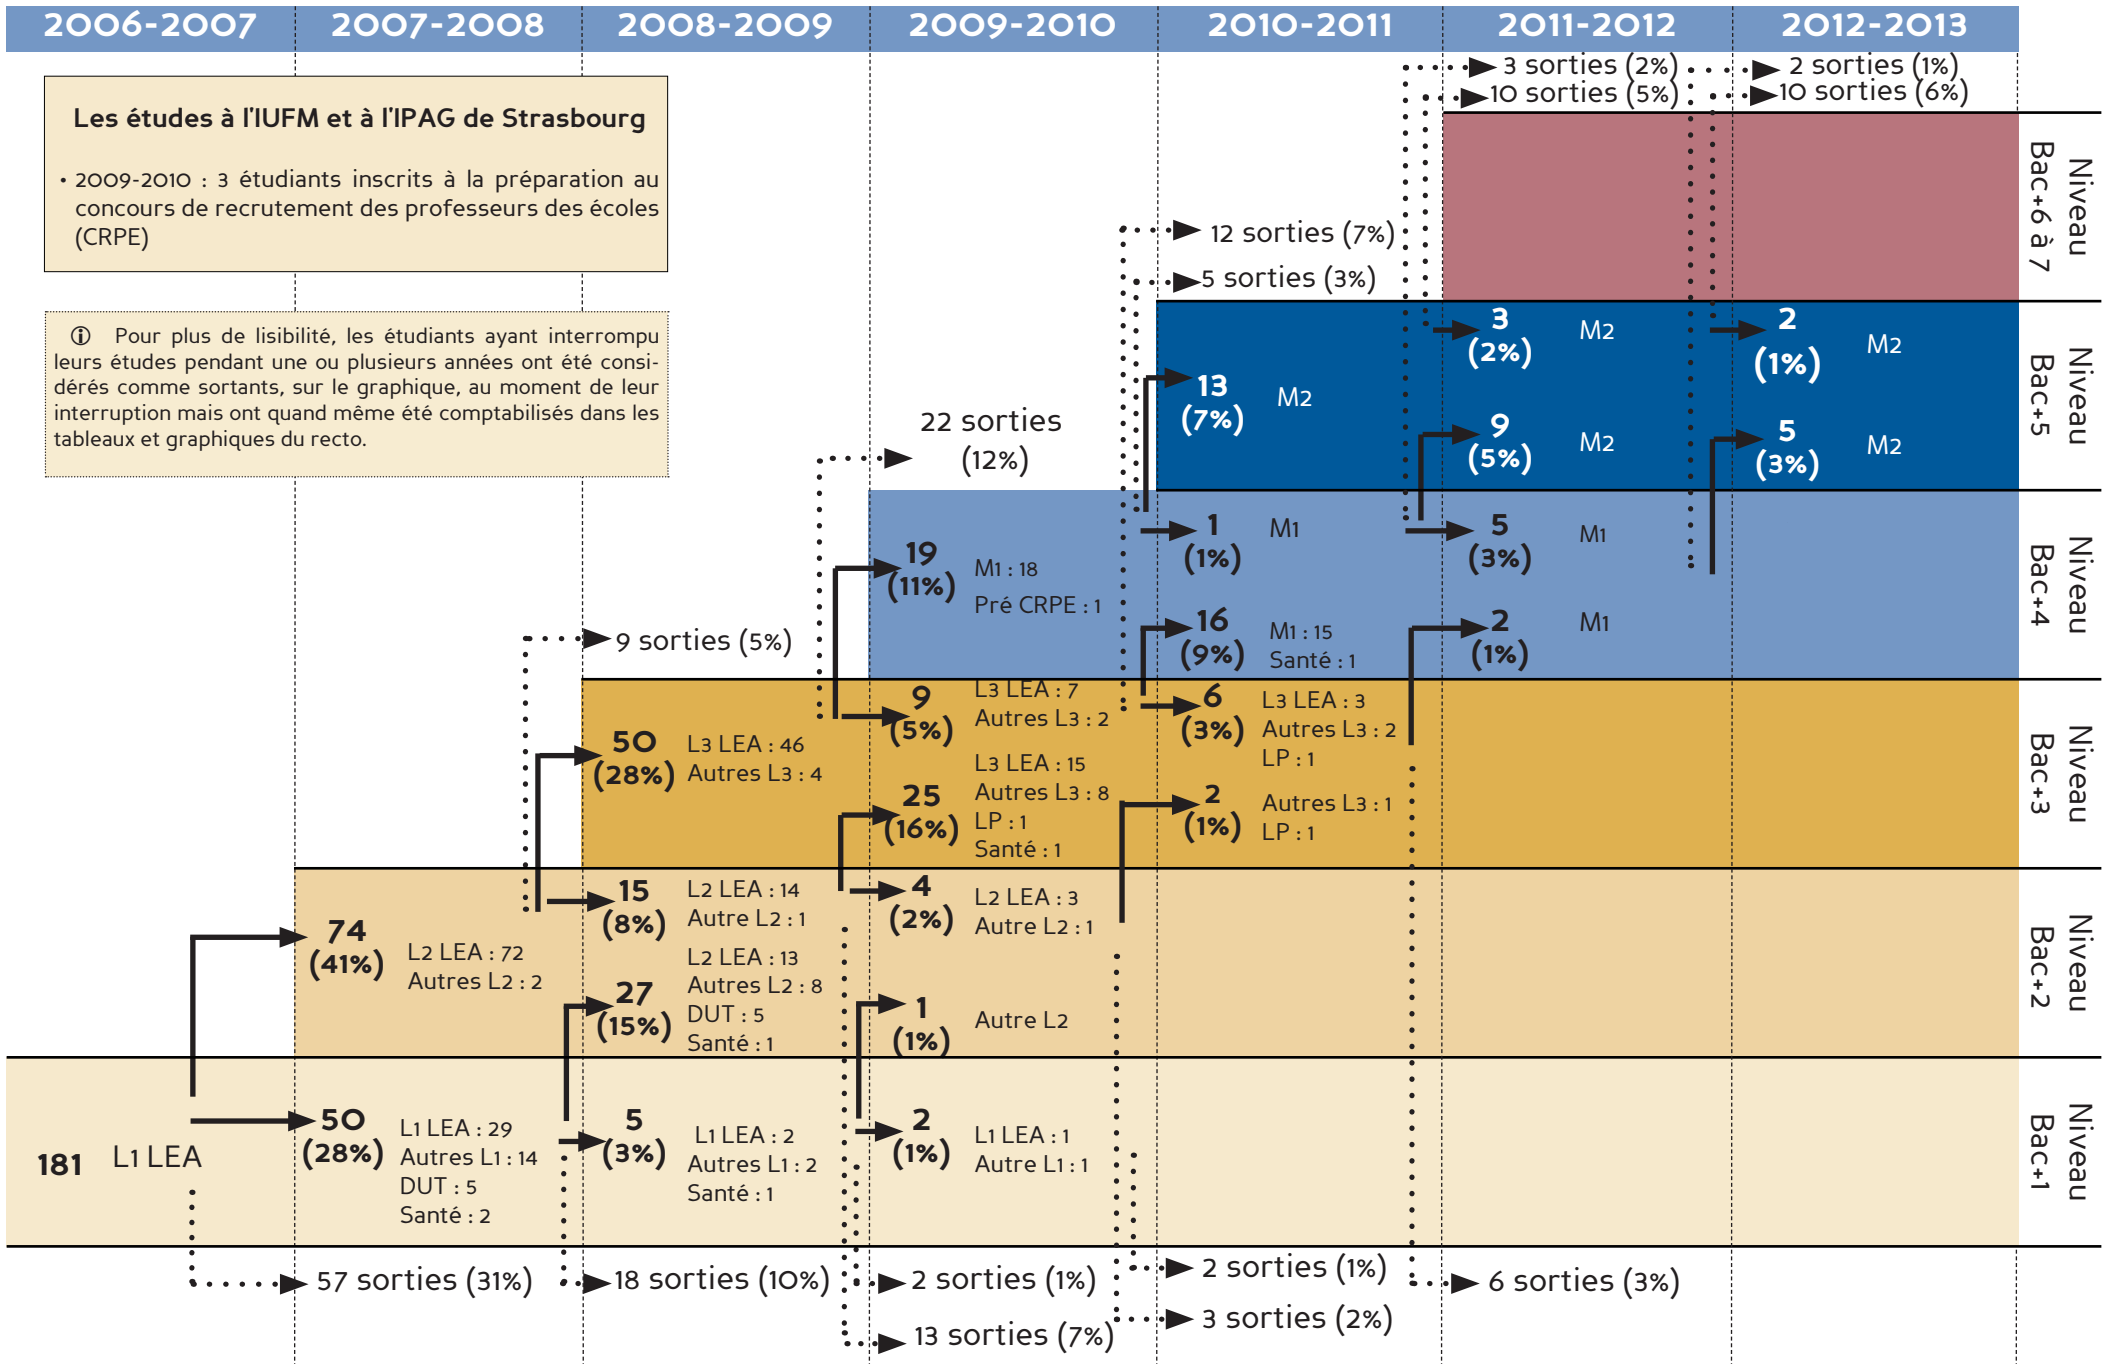 2006-2007
2007-2008
2008-2009
2009-2010
2010-2011
2011-2012
2012-2013
Les études à l'IUFM et à l'IPAG de Strasbourg
• 2009-2010 : 3 étudiants inscrits à la préparation au
concours de recrutement des professeurs des écoles
(CRPE)
ⓘ Pour plus de lisibilité, les étudiants ayant interrompu
leurs études pendant une ou plusieurs années ont été consi-
dérés comme sortants, sur le graphique, au moment de leur
interruption mais ont quand même été comptabilisés dans les
tableaux et graphiques du recto.
3 sorties (2%)
10 sorties (5%)
2 sorties (1%)
10 sorties (6%)
Niveau
Bac+6 à 7
12 sorties (7%)
5 sorties (3%)
22 sorties
(12%)
13
(7%)
M2
3
(2%)
M2
9
(5%)
M2
2
(1%)
M2
5
(3%)
M2
Niveau
Bac+5
9 sorties (5%)
19
(11%)
M1 : 18
Pré CRPE : 1
1
(1%)
M1
16
(9%)
M1 : 15
Santé : 1
5
(3%)
M1
2
(1%)
M1
Niveau
Bac+4
50
(28%)
L3 LEA : 46
Autres L3 : 4
9
(5%)
L3 LEA : 7
Autres L3 : 2
25
(16%)
L3 LEA : 15
Autres L3 : 8
LP : 1
Santé : 1
6
(3%)
L3 LEA : 3
Autres L3 : 2
LP : 1
2
(1%)
Autres L3 : 1
LP : 1
Niveau
Bac+3
74
(41%)
L2 LEA : 72
Autres L2 : 2
15
(8%)
L2 LEA : 14
Autre L2 : 1
27
(15%)
L2 LEA : 13
Autres L2 : 8
DUT : 5
Santé : 1
4
(2%)
L2 LEA : 3
Autre L2 : 1
1
(1%)
Autre L2
Niveau
Bac+2
181
L1 LEA
50
(28%)
L1 LEA : 29
Autres L1 : 14
DUT : 5
Santé : 2
5
(3%)
L1 LEA : 2
Autres L1 : 2
Santé : 1
2
(1%)
L1 LEA : 1
Autre L1 : 1
Niveau
Bac+1
57 sorties (31%)
18 sorties (10%)
2 sorties (1%)
13 sorties (7%)
2 sorties (1%)
3 sorties (2%)
6 sorties (3%)